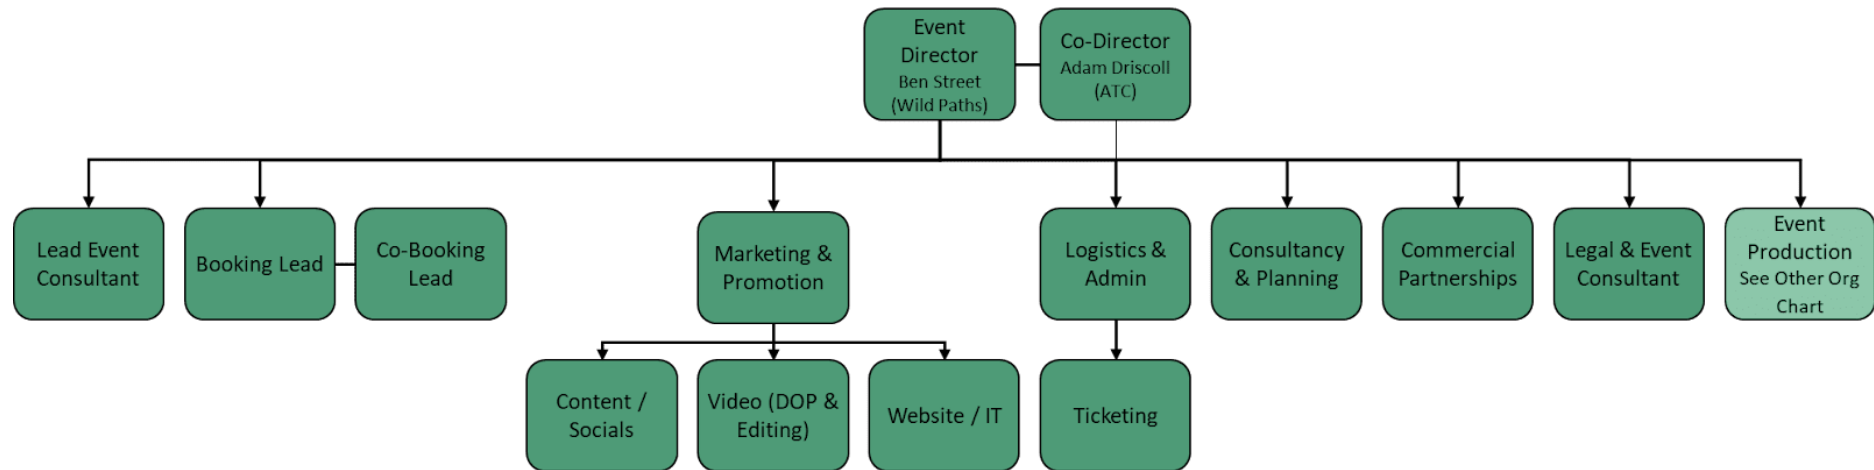 Event
Director
Ben Street
(Wild Paths)
Co-Director
Adam Driscoll
(ATC)
Lead Event
Consultant
Booking Lead
Co-Booking
Lead
Marketing &
Promotion
Logistics &
Admin
Consultancy
& Planning
Commercial
Partnerships
Legal & Event
Consultant
Event
Production
See Other Org
Chart
Content /
Socials
Video (DOP &
Editing)
Website / IT
Ticketing